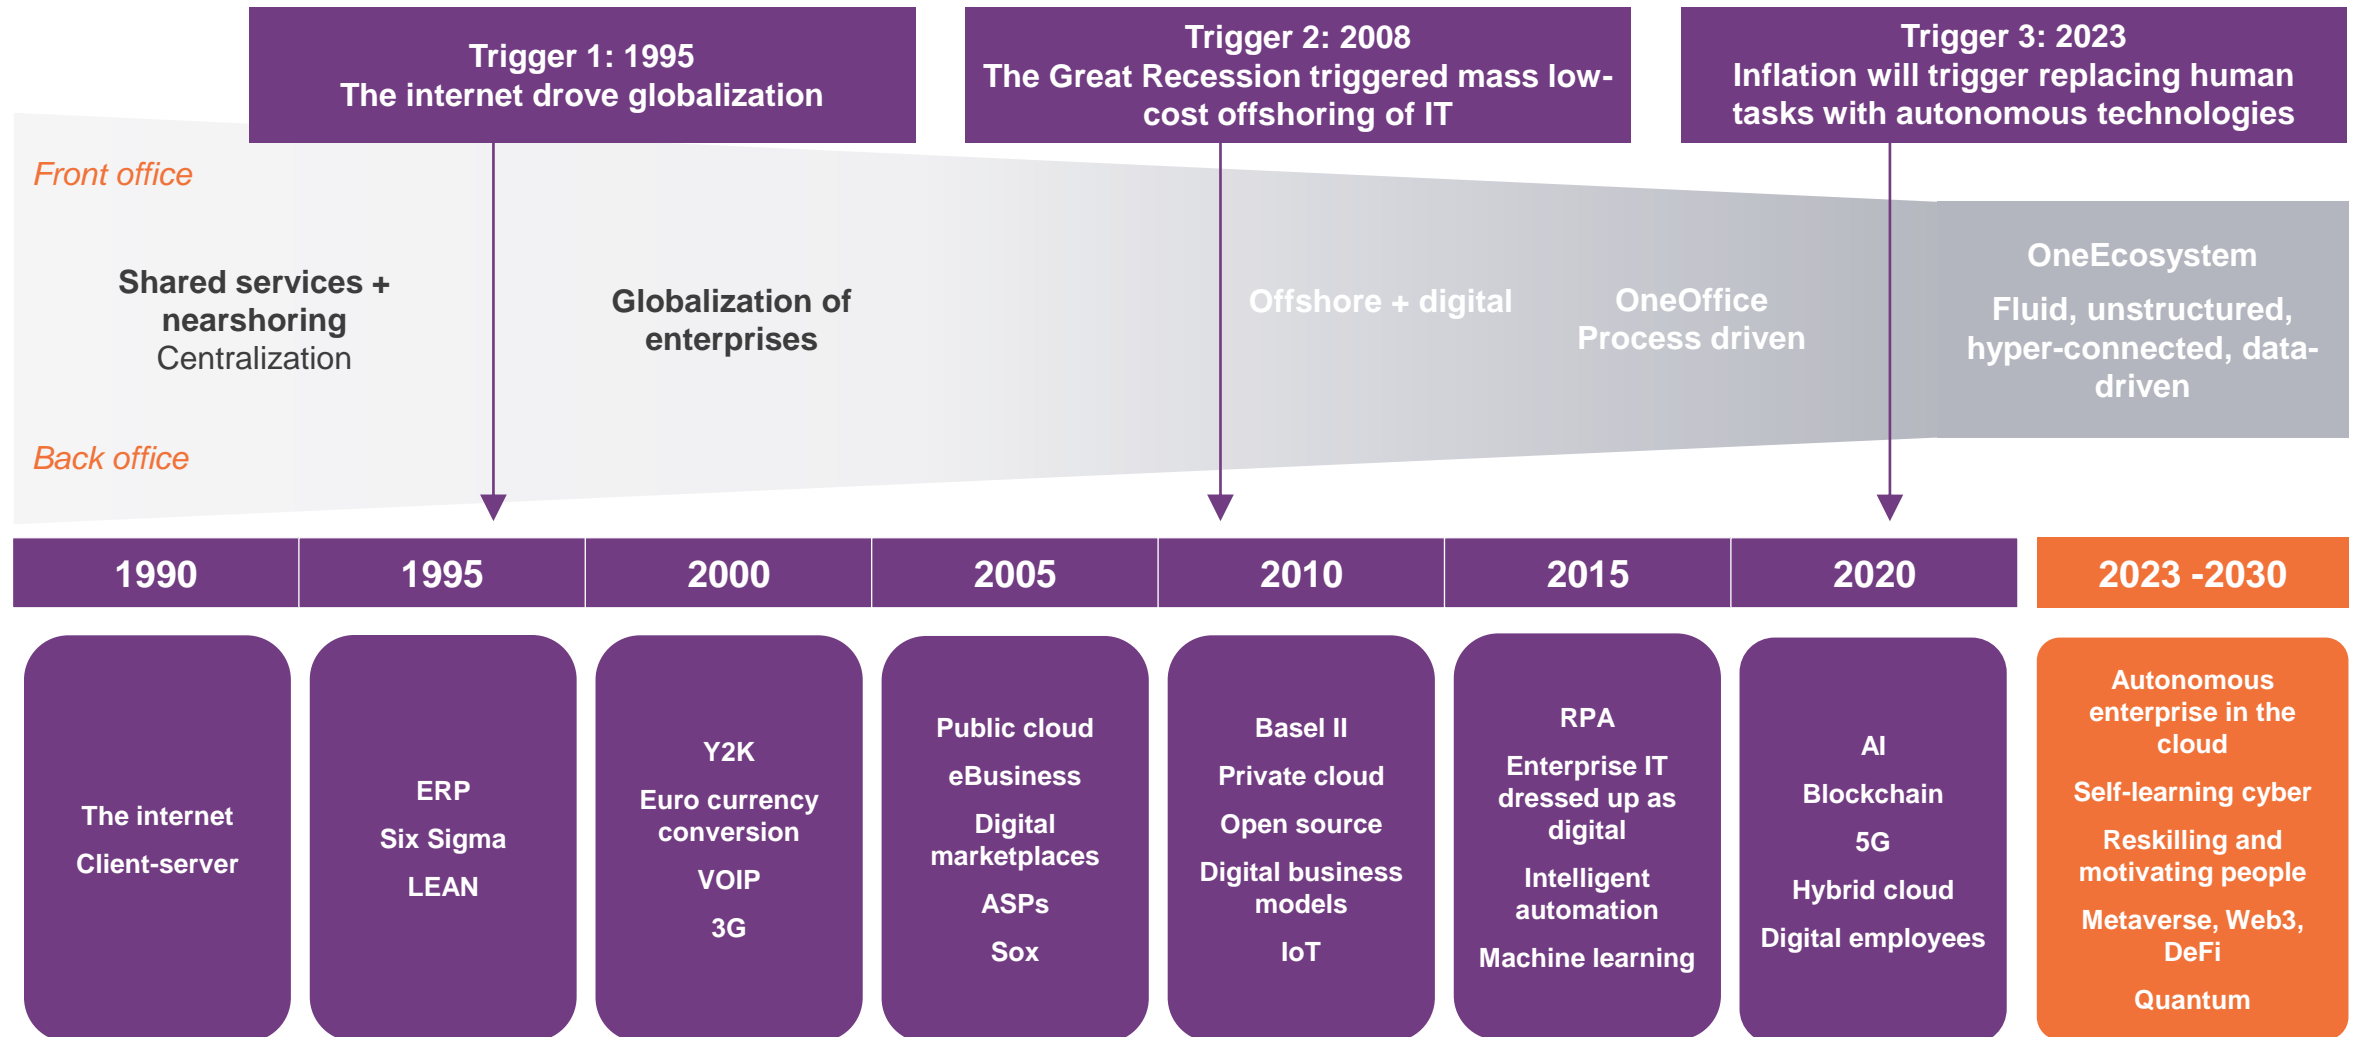 Trigger 1: 1995
The internet drove globalization
Trigger 2: 2008
The Great Recession triggered mass low-
cost offshoring of IT
Trigger 3: 2023
Inflation will trigger replacing human
tasks with autonomous technologies
Front office
Shared services +
nearshoring
Centralization
Globalization of
enterprises
Offshore + digital
OneOffice
Process driven
OneEcosystem
Fluid, unstructured,
hyper-connected, data-
driven
Back office
1990
1995
2000
2005
2010
2015
2020
2023 -2030
The internet
Client-server
ERP
Six Sigma
LEAN
Y2K
Euro currency
conversion
VOIP
3G
Public cloud
eBusiness
Digital
marketplaces
ASPs
Sox
Basel II
Private cloud
Open source
Digital business
models
IoT
RPA
Enterprise IT
dressed up as
digital
Intelligent
automation
Machine learning
AI
Blockchain
5G
Hybrid cloud
Digital employees
Autonomous
enterprise in the
cloud
Self-learning cyber
Reskilling and
motivating people
Metaverse, Web3,
DeFi
Quantum